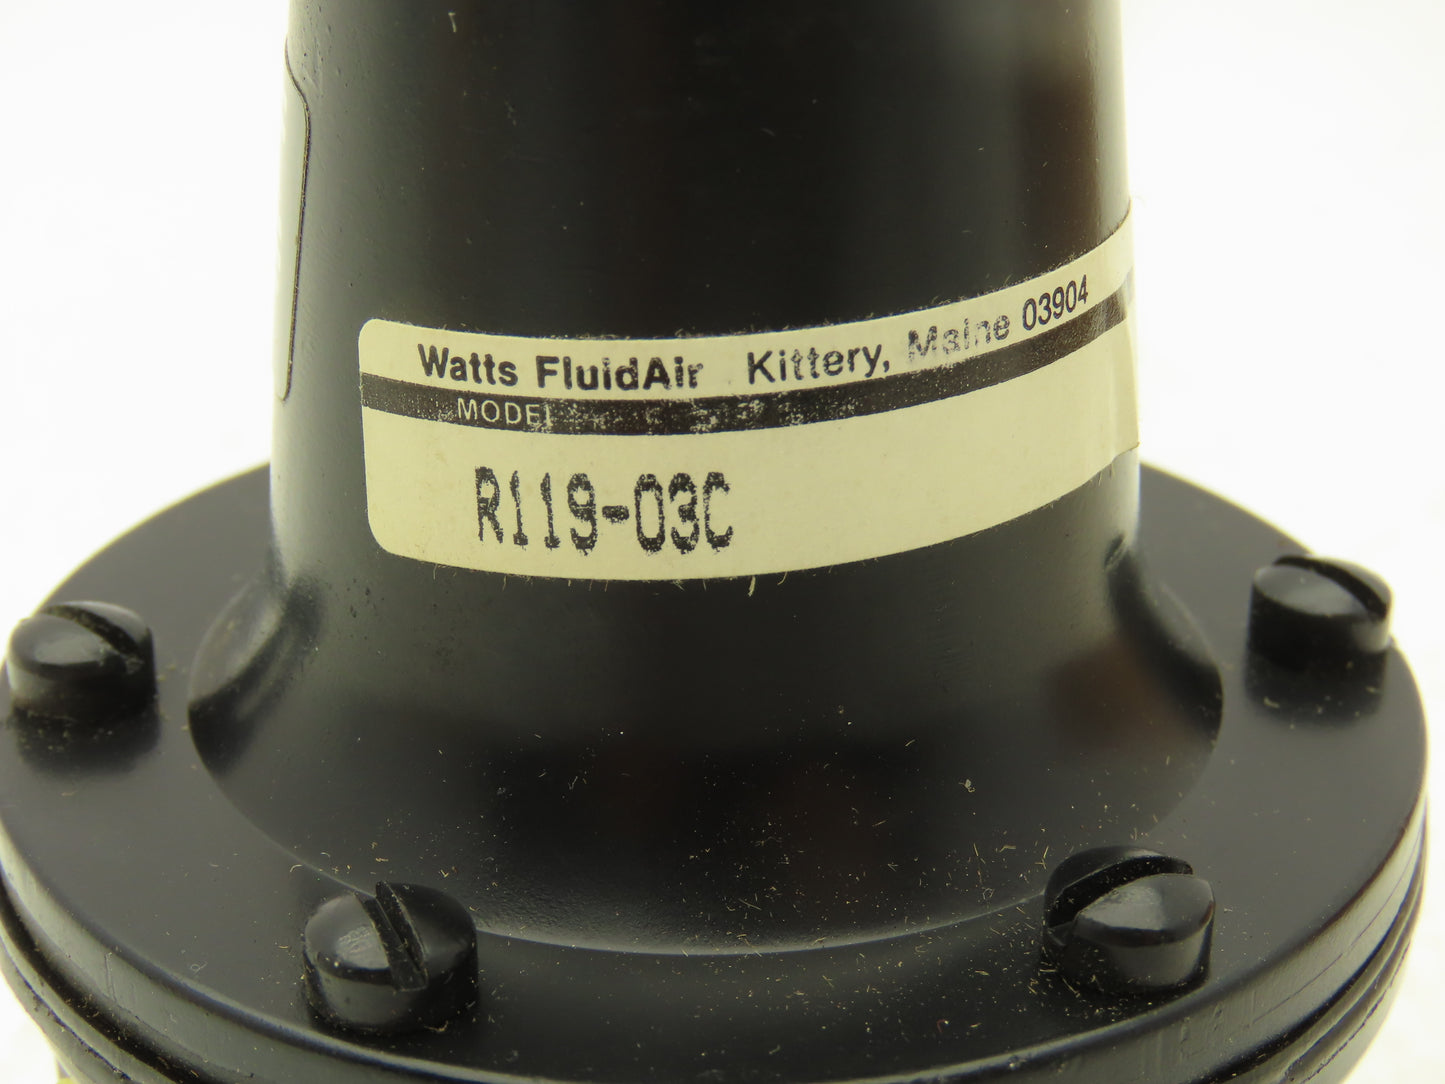 Watts FluidAir Kittery, Maine 03904
MODEL
R119-03C